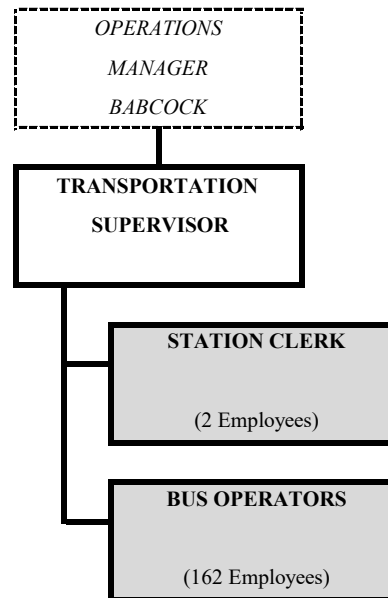 OPERATIONS
MANAGER
BABCOCK
TRANSPORTATION
SUPERVISOR
STATION CLERK
(2 Employees)
BUS OPERATORS
(162 Employees)